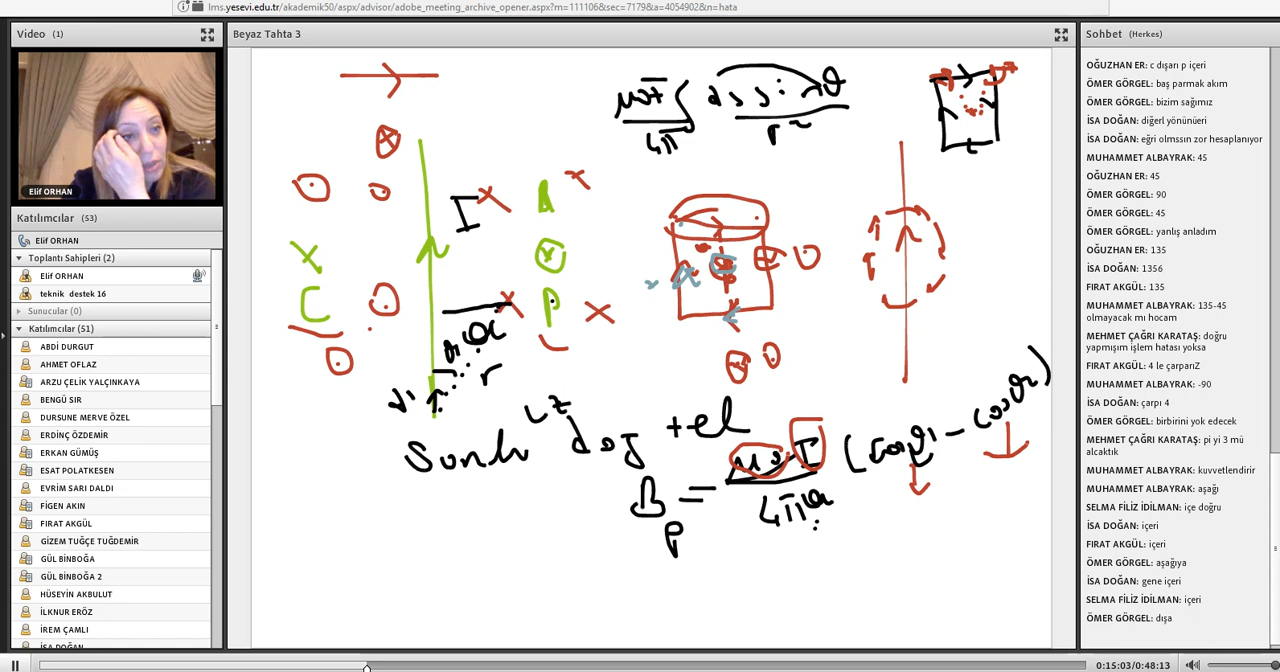 lms.yesevi.edu.tr/akademik50/aspx/advisor/adobe_meeting_archive_opener.aspx?m=111106&sec=7179&a=4054902&n=hata
Video (1)
Elif ORHAN
Katılımcılar (53)
Elif ORHAN
Toplantı Sahipleri (2)
Elif ORHAN
teknik destek 16
Sunucular (0)
Katılımcılar (51)
ABDİ DURGUT
AHMET OFLAZ
ARZU ÇELİK YALÇINKAYA
BENGÜ SIR
DURSUNE MERVE ÖZEL
ERDİNÇ ÖZDEMİR
ERKAN GÜMÜŞ
ESAT POLATKESEN
EVRİM SARI DALDI
FİGEN AKIN
FIRAT AKGÜL
GİZEM TUĞÇE TUĞDEMİR
GÜL BİNBOĞA
GÜL BİNBOĞA 2
HÜSEYİN AKBULUT
İLKNUR ERÖZ
İREM ÇAMLI
İSA DOĞAN
Beyaz Tahta 3
I
A
P
C
a
r
+el
B = μ0 I
P
4πa
Sohbet (Herkes)
OĞUZHAN ER: c dışarı p içeri
ÖMER GÖRGEL: baş parmak akım
ÖMER GÖRGEL: bizim sağımız
İSA DOĞAN: diğerl yönünüeri
İSA DOĞAN: eğri olmssın zor hesaplanıyor
MUHAMMET ALBAYRAK: 45
OĞUZHAN ER: 45
ÖMER GÖRGEL: 90
ÖMER GÖRGEL: 45
ÖMER GÖRGEL: yanlış anladım
OĞUZHAN ER: 135
İSA DOĞAN: 1356
FIRAT AKGÜL: 135
MUHAMMET ALBAYRAK: 135-45
olmayacak mı hocam
MEHMET ÇAĞRI KARATAŞ: doğru
yapmışım işlem hatası yoksa
FIRAT AKGÜL: 4 le çarparıZ
MUHAMMET ALBAYRAK: -90
İSA DOĞAN: çarpı 4
ÖMER GÖRGEL: birbirini yok edecek
MEHMET ÇAĞRI KARATAŞ: pi yi 3 mü
alcaktık
MUHAMMET ALBAYRAK: kuvvetlendirir
MUHAMMET ALBAYRAK: aşağı
SELMA FİLİZ İDİLMAN: içe doğru
İSA DOĞAN: içeri
FIRAT AKGÜL: içeri
ÖMER GÖRGEL: aşağıya
İSA DOĞAN: gene içeri
SELMA FİLİZ İDİLMAN: içeri
ÖMER GÖRGEL: dışa
0:15:03/0:48:13